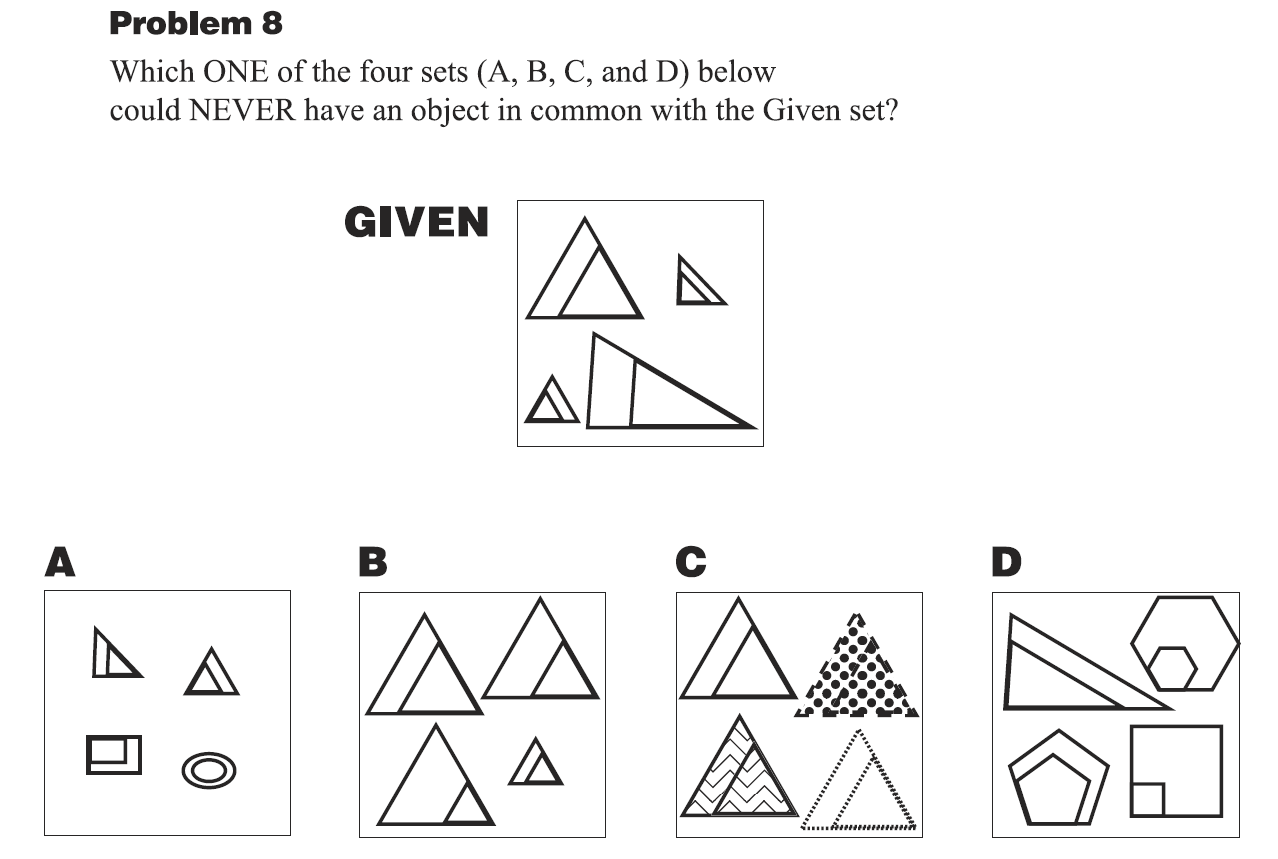 Problem 8
Which ONE of the four sets (A, B, C, and D) below
could NEVER have an object in common with the Given set?
GIVEN
A
B
C
D